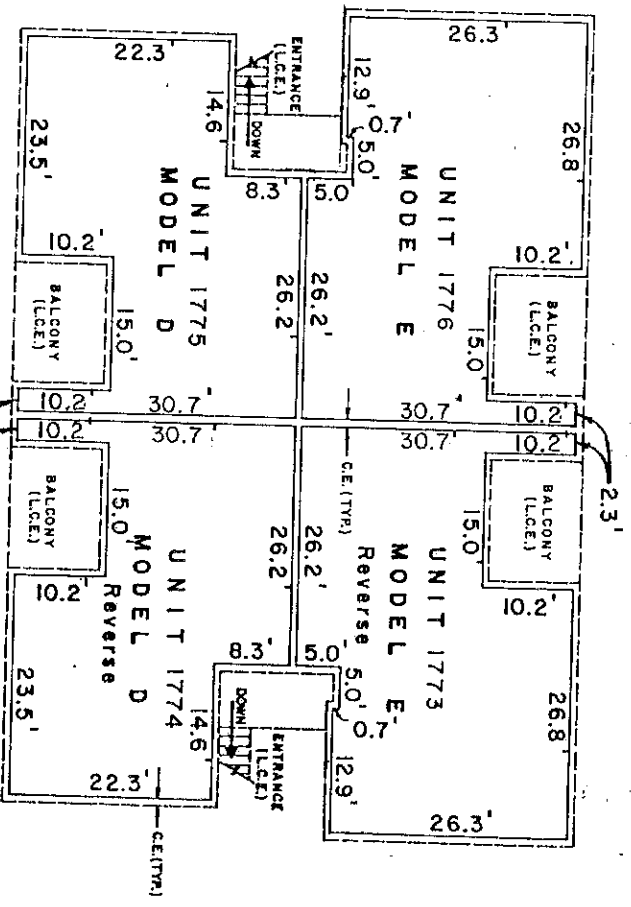 26.3'
26.8'
12.9'
0.7'
5.0'
5.0'
UNIT 1776
MODEL E
10.2'
BALCONY
(L.C.E.)
15.0'
26.2'
30.7'
10.2'
2.3'
22.3'
ENTRANCE
(L.C.E.)
DOWN
14.6'
8.3'
23.5'
UNIT 1775
MODEL D
10.2'
BALCONY
(L.C.E.)
15.0'
26.2'
10.2'
30.7'
C.E. (TYP.)
30.7'
10.2'
BALCONY
(L.C.E.)
15.0'
10.2'
UNIT 1773
MODEL E-
Reverse
26.2'
5.0'
5.0'
0.7'
12.9'
26.8'
26.3'
10.2'
30.7'
BALCONY
(L.C.E.)
15.0'
10.2'
UNIT 1774
MODEL D
Reverse
26.2'
8.3'
14.6
DOWN
ENTRANCE
(L.C.E.)
23.5'
22.3'
C.E.(TYP.)